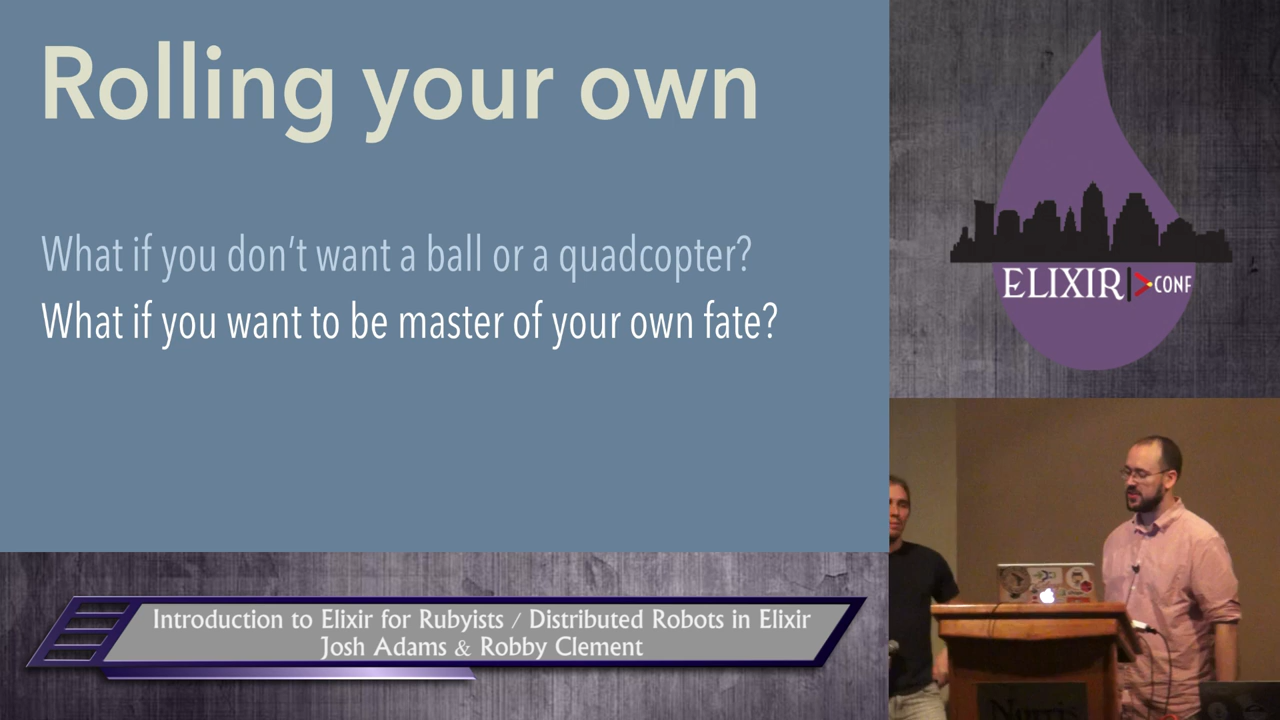 Rolling your own
What if you don't want a ball or a quadcopter?
What if you want to be master of your own fate?
ELIXIR CONF
Introduction to Elixir for Rubyists / Distributed Robots in Elixir
Josh Adams & Robby Clement
Norris